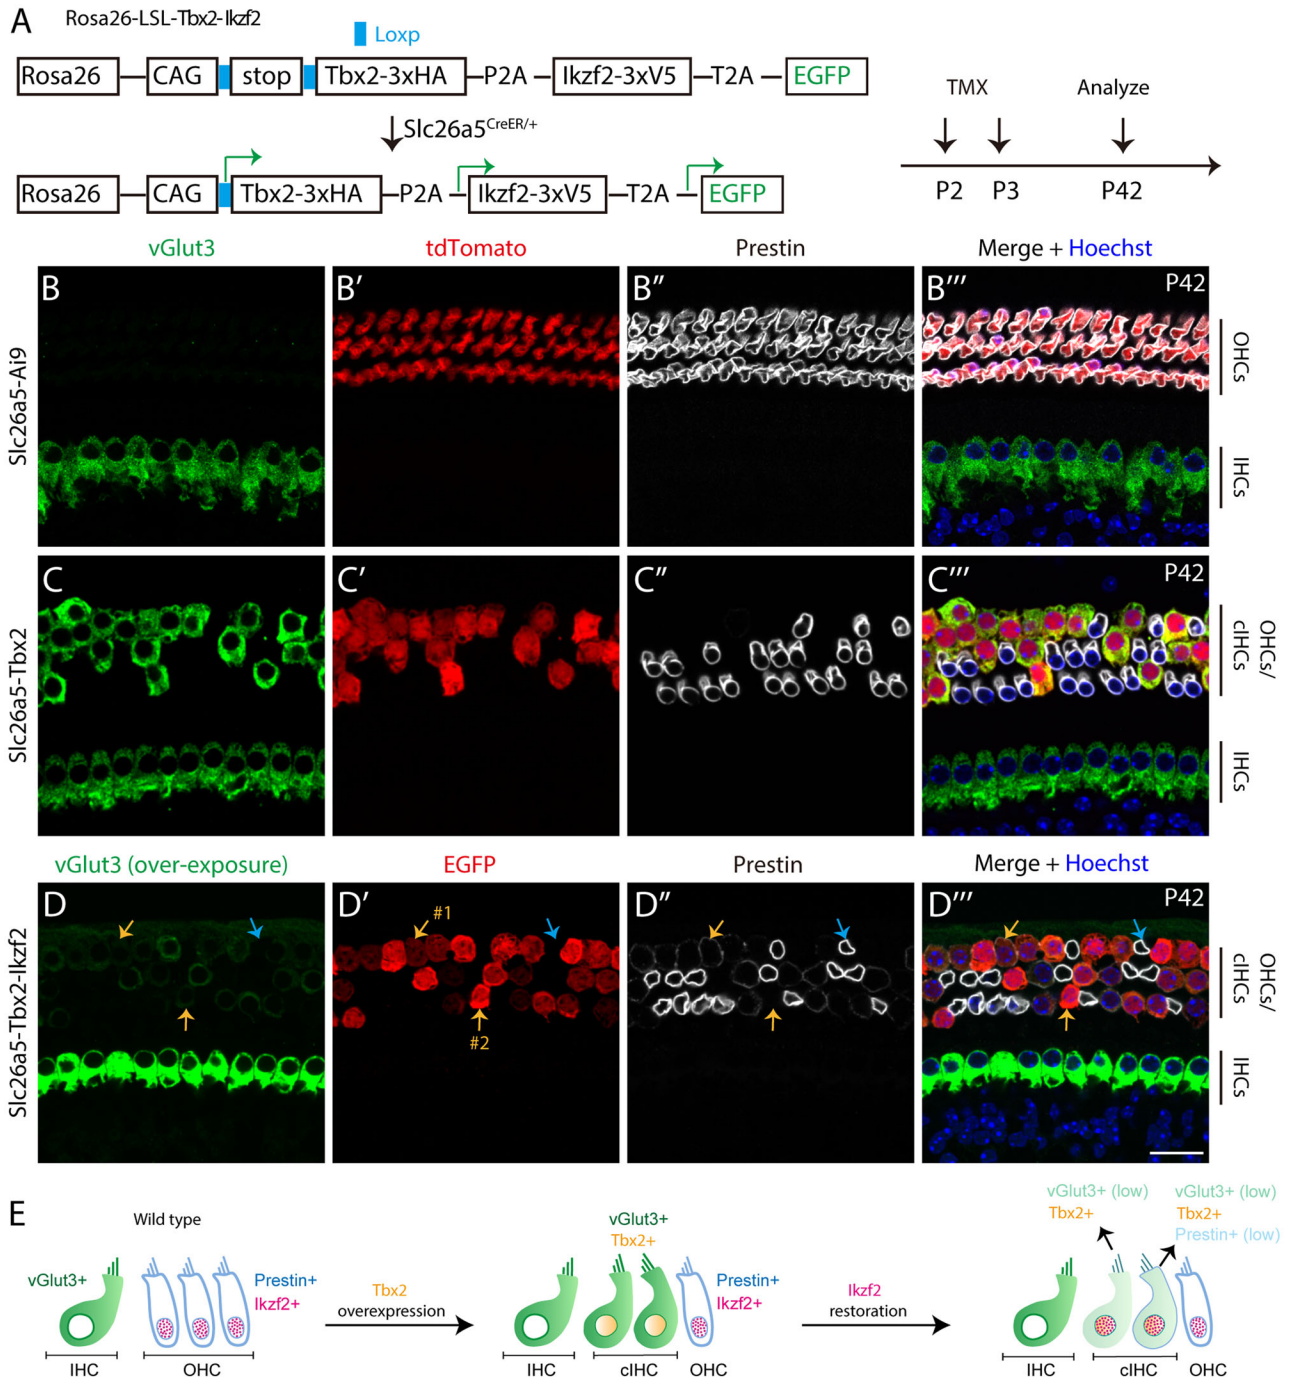 A
Rosa26-LSL-Tbx2-Ikzf2
Loxp
Rosa26 CAG stop Tbx2-3xHA P2A Ikzf2-3xV5 T2A EGFP
Slc26a5CreER/+
Rosa26 CAG Tbx2-3xHA P2A Ikzf2-3xV5 T2A EGFP
TMX Analyze
P2 P3 P42
vGlut3 tdTomato Prestin Merge + Hoechst
Slc26a5-Ai9
B B′ B″ B‴ P42
OHCs
IHCs
Slc26a5-Tbx2
C C′ C″ C‴ P42
OHCs/
cIHCs
IHCs
vGlut3 (over-exposure) EGFP Prestin Merge + Hoechst
Slc26a5-Tbx2-Ikzf2
D D′ D″ D‴ P42
#1
#2
OHCs/
cIHCs
IHCs
E
Wild type
vGlut3+
Prestin+
Ikzf2+
IHC OHC
Tbx2
overexpression
vGlut3+
Tbx2+
Prestin+
Ikzf2+
IHC cIHC OHC
Ikzf2
restoration
vGlut3+ (low)
Tbx2+
vGlut3+ (low)
Tbx2+
Prestin+ (low)
IHC cIHC OHC